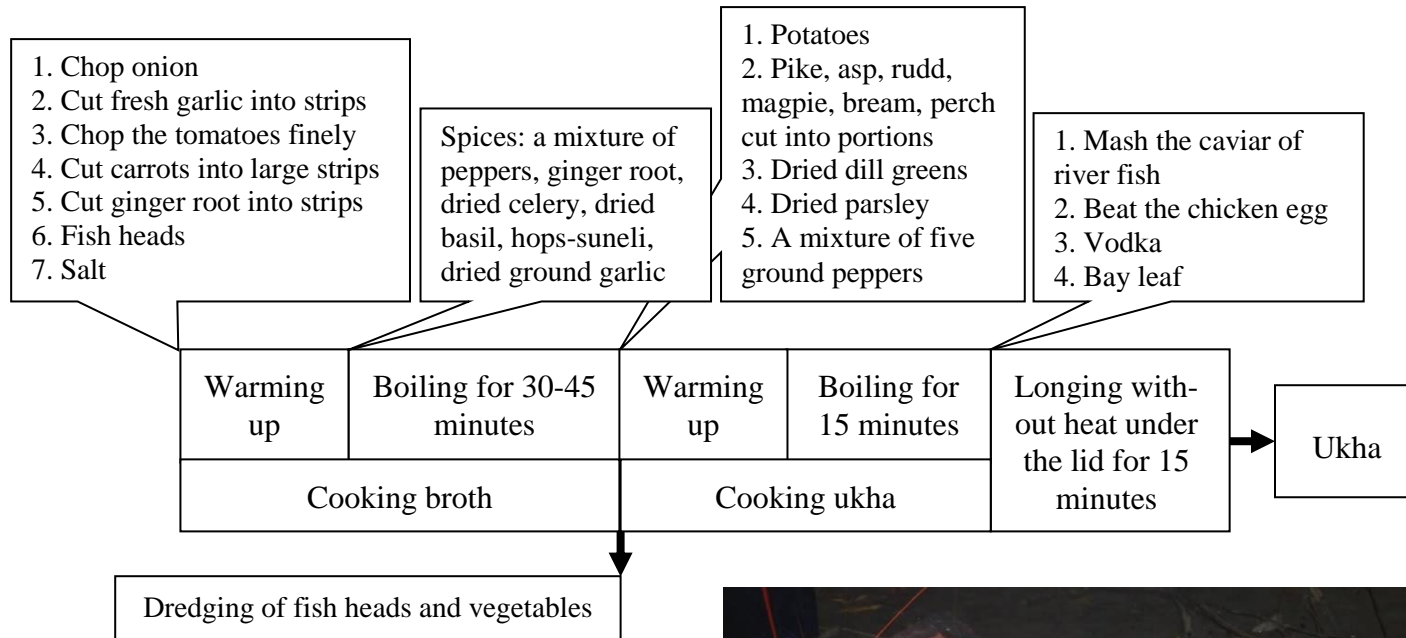 1. Chop onion
2. Cut fresh garlic into strips
3. Chop the tomatoes finely
4. Cut carrots into large strips
5. Cut ginger root into strips
6. Fish heads
7. Salt
Spices: a mixture of
peppers, ginger root,
dried celery, dried
basil, hops-suneli,
dried ground garlic
1. Potatoes
2. Pike, asp, rudd,
magpie, bream, perch
cut into portions
3. Dried dill greens
4. Dried parsley
5. A mixture of five
ground peppers
1. Mash the caviar of
river fish
2. Beat the chicken egg
3. Vodka
4. Bay leaf
Warming
up
Boiling for 30-45
minutes
Warming
up
Boiling for
15 minutes
Longing with-
out heat under
the lid for 15
minutes
Ukha
Cooking broth
Cooking ukha
Dredging of fish heads and vegetables